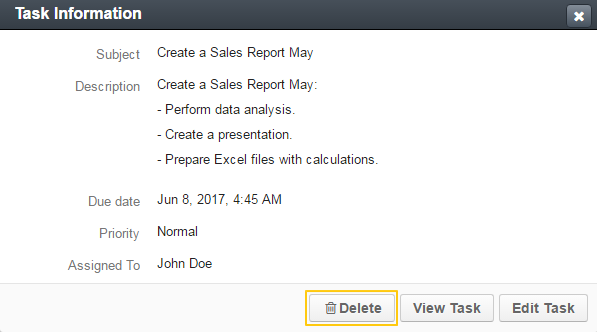 Task Information
Subject Create a Sales Report May
Description Create a Sales Report May:
- Perform data analysis.
- Create a presentation.
- Prepare Excel files with calculations.
Due date Jun 8, 2017, 4:45 AM
Priority Normal
Assigned To John Doe
Delete View Task Edit Task